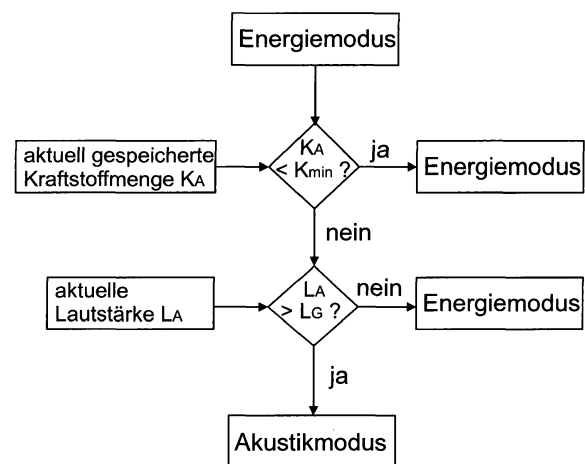 Energiemodus
aktuell gespeicherte
Kraftstoffmenge KA
KA
< Kmin ?
ja
Energiemodus
nein
aktuelle
Lautstärke LA
LA
> LG ?
nein
Energiemodus
ja
Akustikmodus